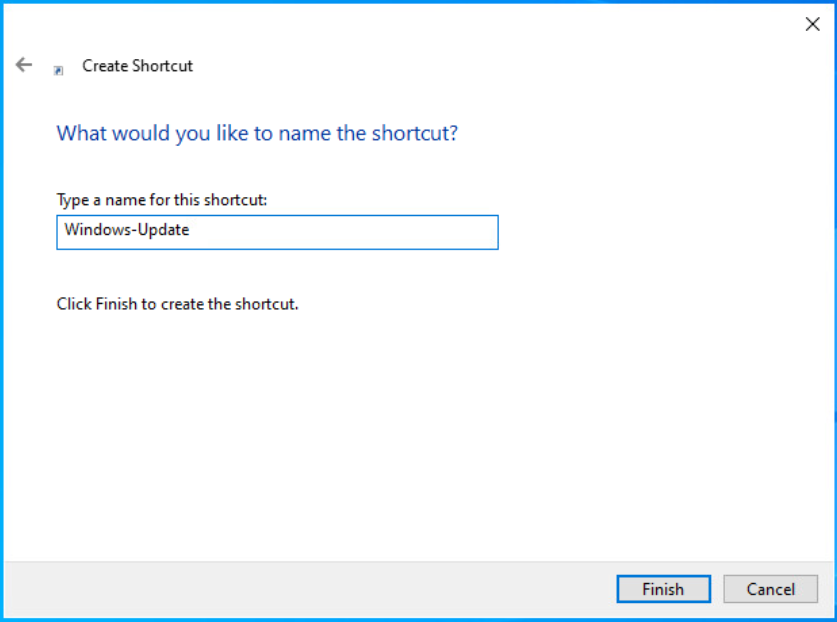 Create Shortcut
What would you like to name the shortcut?
Type a name for this shortcut:
Windows-Update
Click Finish to create the shortcut.
Finish Cancel